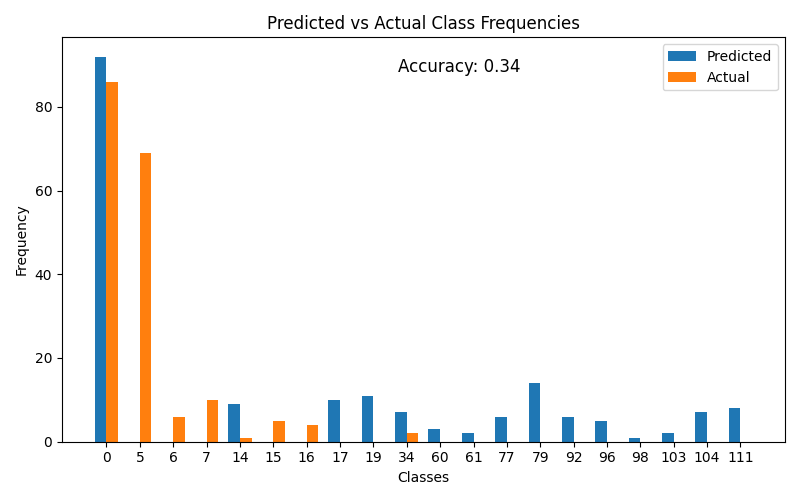 Predicted vs Actual Class Frequencies
Accuracy: 0.34
Predicted
Actual
Frequency
80
60
40
20
0
0 5 6 7 14 15 16 17 19 34 60 61 77 79 92 96 98 103 104 111
Classes